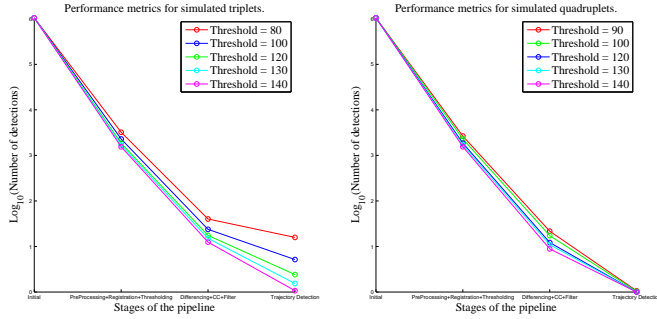 Performance metrics for simulated triplets.
Threshold = 80
Threshold = 100
Threshold = 120
Threshold = 130
Threshold = 140
6
5
4
3
2
1
0
Log10(Number of detections)
Initial
PreProcessing+Registration+Thresholding
Differencing+CC+Filter
Trajectory Detection
Stages of the pipeline
Performance metrics for simulated quadruplets.
Threshold = 90
Threshold = 100
Threshold = 120
Threshold = 130
Threshold = 140
6
5
4
3
2
1
0
Log10(Number of detections)
Initial
PreProcessing+Registration+Thresholding
Differencing+CC+Filter
Trajectory Detection
Stages of the pipeline